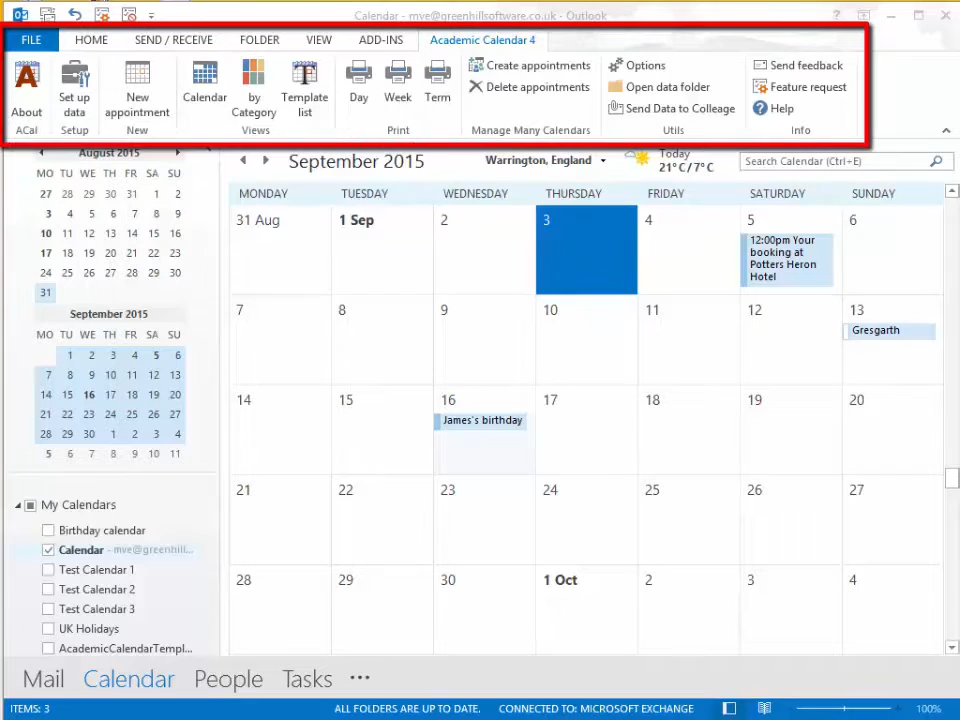 Calendar - mve@greenhillsoftware.co.uk - Outlook
FILE HOME SEND / RECEIVE FOLDER VIEW ADD-INS Academic Calendar 4
About
ACal
Set up data
Setup
New appointment
New
Calendar by Category Template list
Views
Day Week Term
Print
Create appointments
Delete appointments
Manage Many Calendars
Options
Open data folder
Send Data to Colleage
Utils
Send feedback
Feature request
Help
Info
August 2015
MO TU WE TH FR SA SU
27 28 29 30 31 1 2
3 4 5 6 7 8 9
10 11 12 13 14 15 16
17 18 19 20 21 22 23
24 25 26 27 28 29 30
31
September 2015
MO TU WE TH FR SA SU
1 2 3 4 5 6
7 8 9 10 11 12 13
14 15 16 17 18 19 20
21 22 23 24 25 26 27
28 29 30 1 2 3 4
5 6 7 8 9 10 11
My Calendars
Birthday calendar
Calendar - mve@greenhill...
Test Calendar 1
Test Calendar 2
Test Calendar 3
UK Holidays
AcademicCalendarTempl...
September 2015
Warrington, England
Today
21°C/7°C
Search Calendar (Ctrl+E)
MONDAY TUESDAY WEDNESDAY THURSDAY FRIDAY SATURDAY SUNDAY
31 Aug 1 Sep 2 3 4 5 6
12:00pm Your
booking at
Potters Heron
Hotel
7 8 9 10 11 12 13
Gresgarth
14 15 16 17 18 19 20
James's birthday
21 22 23 24 25 26 27
28 29 30 1 Oct 2 3 4
Mail Calendar People Tasks ...
ITEMS: 3
ALL FOLDERS ARE UP TO DATE.
CONNECTED TO: MICROSOFT EXCHANGE
100%